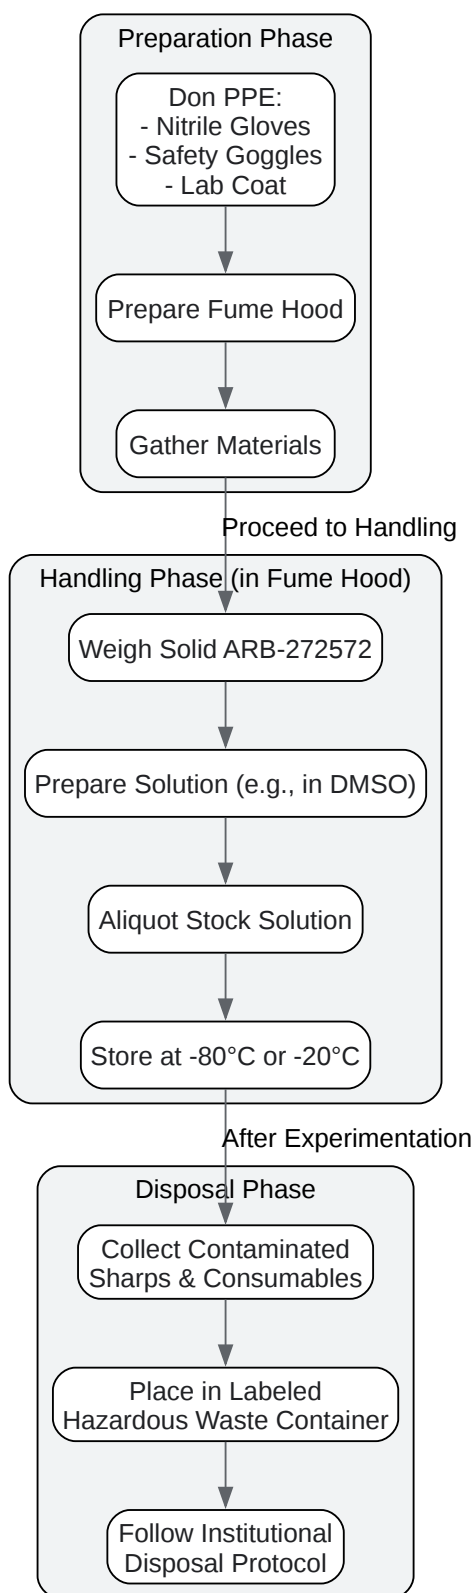 Preparation Phase
Don PPE:
- Nitrile Gloves
- Safety Goggles
- Lab Coat
Prepare Fume Hood
Gather Materials
Proceed to Handling
Handling Phase (in Fume Hood)
Weigh Solid ARB-272572
Prepare Solution (e.g., in DMSO)
Aliquot Stock Solution
Store at -80°C or -20°C
After Experimentation
Disposal Phase
Collect Contaminated
Sharps & Consumables
Place in Labeled
Hazardous Waste Container
Follow Institutional
Disposal Protocol